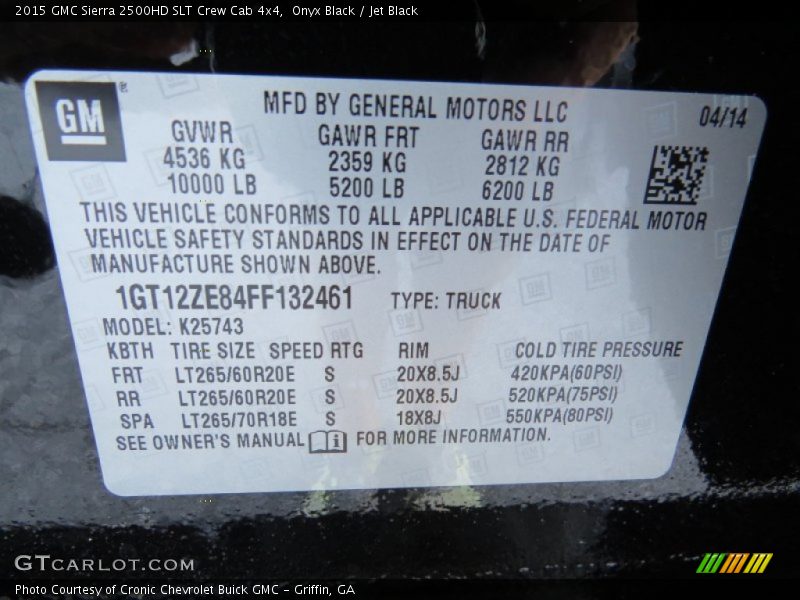 2015 GMC Sierra 2500HD SLT Crew Cab 4x4, Onyx Black / Jet Black
GM ®
MFD BY GENERAL MOTORS LLC 04/14
GVWR GAWR FRT GAWR RR
4536 KG 2359 KG 2812 KG
10000 LB 5200 LB 6200 LB
THIS VEHICLE CONFORMS TO ALL APPLICABLE U.S. FEDERAL MOTOR
VEHICLE SAFETY STANDARDS IN EFFECT ON THE DATE OF
MANUFACTURE SHOWN ABOVE.
1GT12ZE84FF132461 TYPE: TRUCK
MODEL: K25743
KBTH TIRE SIZE SPEED RTG RIM COLD TIRE PRESSURE
FRT LT265/60R20E S 20X8.5J 420KPA(60PSI)
RR LT265/60R20E S 20X8.5J 520KPA(75PSI)
SPA LT265/70R18E S 18X8J 550KPA(80PSI)
SEE OWNER'S MANUAL FOR MORE INFORMATION.
GTCARLOT.COM
Photo Courtesy of Cronic Chevrolet Buick GMC – Griffin, GA